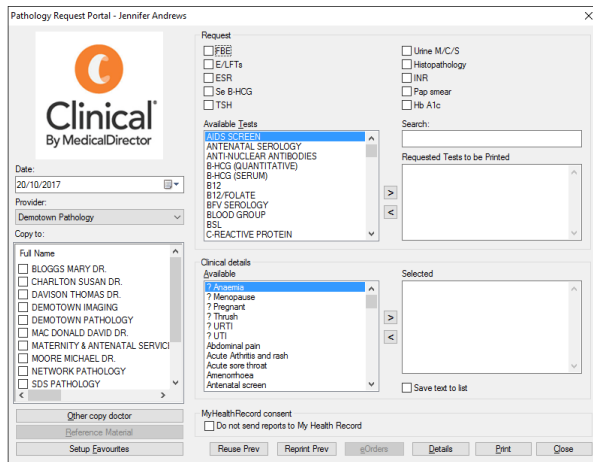 Pathology Request Portal - Jennifer Andrews
Clinical
By MedicalDirector
Date:
20/10/2017
Provider:
Demotown Pathology
Copy to:
Full Name
BLOGGS MARY DR.
CHARLTON SUSAN DR.
DAVISON THOMAS DR.
DEMOTOWN IMAGING
DEMOTOWN PATHOLOGY
MAC DONALD DAVID DR.
MATERNITY & ANTENATAL SERVICE
MOORE MICHAEL DR.
NETWORK PATHOLOGY
SDS PATHOLOGY
Other copy doctor
Reference Material
Setup Favourites
Request
FBE
E/LFTs
ESR
Se B-HCG
TSH
Urine M/C/S
Histopathology
INR
Pap smear
Hb A1c
Available Tests
AIDS SCREEN
ANTENATAL SEROLOGY
ANTI-NUCLEAR ANTIBODIES
B-HCG (QUANTITATIVE)
B-HCG (SERUM)
B12
B12/FOLATE
BFV SEROLOGY
BLOOD GROUP
BSL
C-REACTIVE PROTEIN
>
<
Search:
Requested Tests to be Printed
Clinical details
Available
? Anaemia
? Menopause
? Pregnant
? Thrush
? URTI
? UTI
Abdominal pain
Acute Arthritis and rash
Acute sore throat
Amenorrhoea
Antenatal screen
>
<
Selected
Save text to list
MyHealthRecord consent
Do not send reports to My Health Record
Reuse Prev
Reprint Prev
eOrders
Details
Print
Close